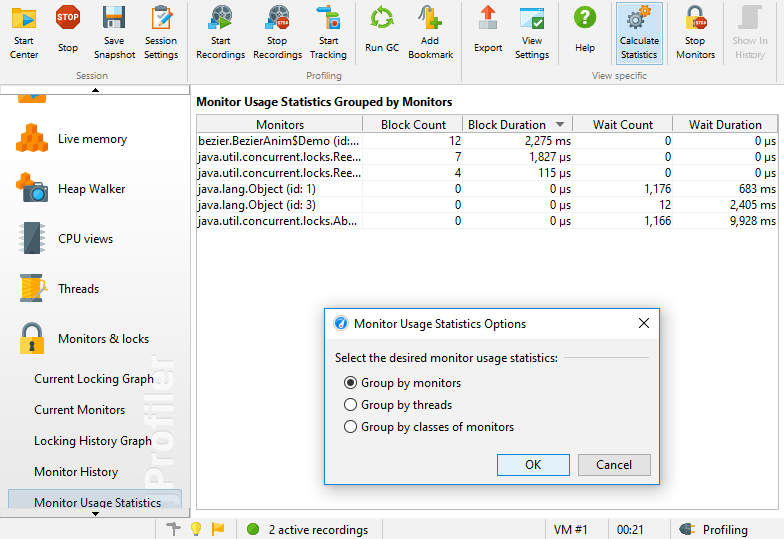 Start Center
Stop
Save Snapshot
Session Settings
Start Recordings
Stop Recordings
Start Tracking
Run GC
Add Bookmark
Export
View Settings
Help
Calculate Statistics
Stop Monitors
Show In History
Session
Profiling
View specific
Live memory
Heap Walker
CPU views
Threads
Monitors & locks
Current Locking Graph
Current Monitors
Locking History Graph
Monitor History
Monitor Usage Statistics
JProfiler
Monitor Usage Statistics Grouped by Monitors
Monitors Block Count Block Duration Wait Count Wait Duration
bezier.BezierAnim$Demo (id:... 12 2,275 ms 0 0 µs
java.util.concurrent.locks.Ree... 7 1,827 µs 0 0 µs
java.util.concurrent.locks.Ree... 4 115 µs 0 0 µs
java.lang.Object (id: 1) 0 0 µs 1,176 683 ms
java.lang.Object (id: 3) 0 0 µs 12 2,405 ms
java.util.concurrent.locks.Ab... 0 0 µs 1,166 9,928 ms
Monitor Usage Statistics Options
Select the desired monitor usage statistics:
Group by monitors
Group by threads
Group by classes of monitors
OK Cancel
2 active recordings VM #1 00:21 Profiling